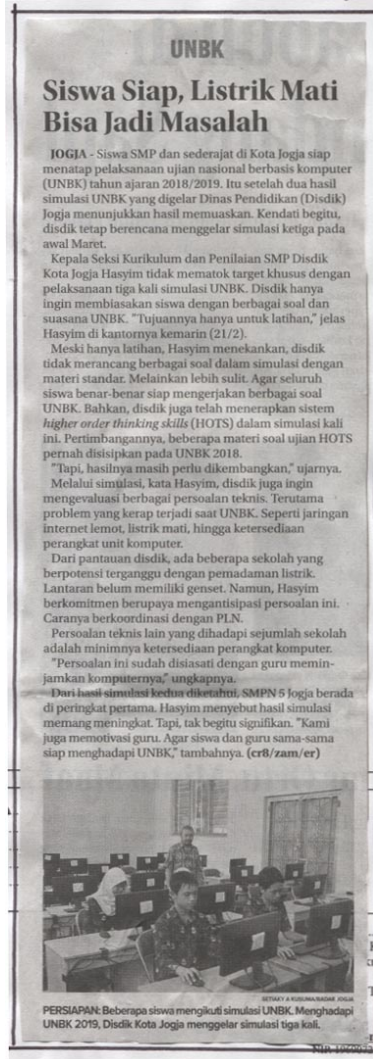 UNBK
Siswa Siap, Listrik Mati
Bisa Jadi Masalah
JOGJA - Siswa SMP dan sederajat di Kota Jogja siap
menatap pelaksanaan ujian nasional berbasis komputer
(UNBK) tahun ajaran 2018/2019. Itu setelah dua hasil
simulasi UNBK yang digelar Dinas Pendidikan (Disdik)
Jogja menunjukkan hasil memuaskan. Kendati begitu,
disdik tetap berencana menggelar simulasi ketiga pada
awal Maret.
Kepala Seksi Kurikulum dan Penilaian SMP Disdik
Kota Jogja Hasyim tidak mematok target khusus dengan
pelaksanaan tiga kali simulasi UNBK. Disdik hanya
ingin membiasakan siswa dengan berbagai soal dan
suasana UNBK. "Tujuannya hanya untuk latihan," jelas
Hasyim di kantornya kemarin (21/2).
Meski hanya latihan, Hasyim menekankan, disdik
tidak merancang berbagai soal dalam simulasi dengan
materi standar. Melainkan lebih sulit. Agar seluruh
siswa benar-benar siap mengerjakan berbagai soal
UNBK. Bahkan, disdik juga telah menerapkan sistem
higher order thinking skills (HOTS) dalam simulasi kali
ini. Pertimbangannya, beberapa materi soal ujian HOTS
pernah disisipkan pada UNBK 2018.
"Tapi, hasilnya masih perlu dikembangkan," ujarnya.
Melalui simulasi, kata Hasyim, disdik juga ingin
mengevaluasi berbagai persoalan teknis. Terutama
problem yang kerap terjadi saat UNBK. Seperti jaringan
internet lemot, listrik mati, hingga ketersediaan
perangkat unit komputer.
Dari pantauan disdik, ada beberapa sekolah yang
berpotensi terganggu dengan pemadaman listrik.
Lantaran belum memiliki genset. Namun, Hasyim
berkomitmen berupaya mengantisipasi persoalan ini.
Caranya berkoordinasi dengan PLN.
Persoalan teknis lain yang dihadapi sejumlah sekolah
adalah minimnya ketersediaan perangkat komputer.
"Persoalan ini sudah disiasati dengan guru memin-
jamkan komputernya," ungkapnya.
Dari hasil simulasi kedua diketahui, SMPN 5 Jogja berada
di peringkat pertama. Hasyim menyebut hasil simulasi
memang meningkat. Tapi, tak begitu signifikan. "Kami
juga memotivasi guru. Agar siswa dan guru sama-sama
siap menghadapi UNBK," tambahnya. (cr8/zam/er)
SETIAKY A KUSUMA/RADAR JOGJA
PERSIAPAN: Beberapa siswa mengikuti simulasi UNBK. Menghadapi
UNBK 2019, Disdik Kota Jogja menggelar simulasi tiga kali.